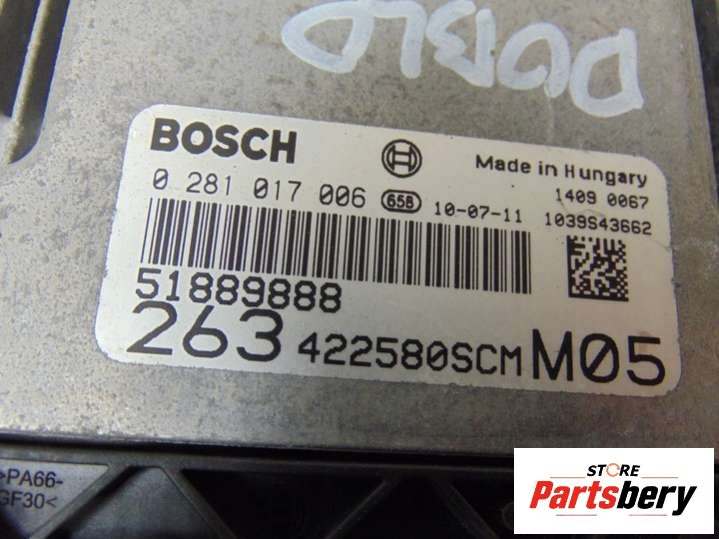 DOBLO
BOSCH
Made in Hungary
0 281 017 006 658 10-07-11
1409 0067
1039S43662
51889888
263 422580SCM M05
>PA66-
GF30<
STORE
Partsbery